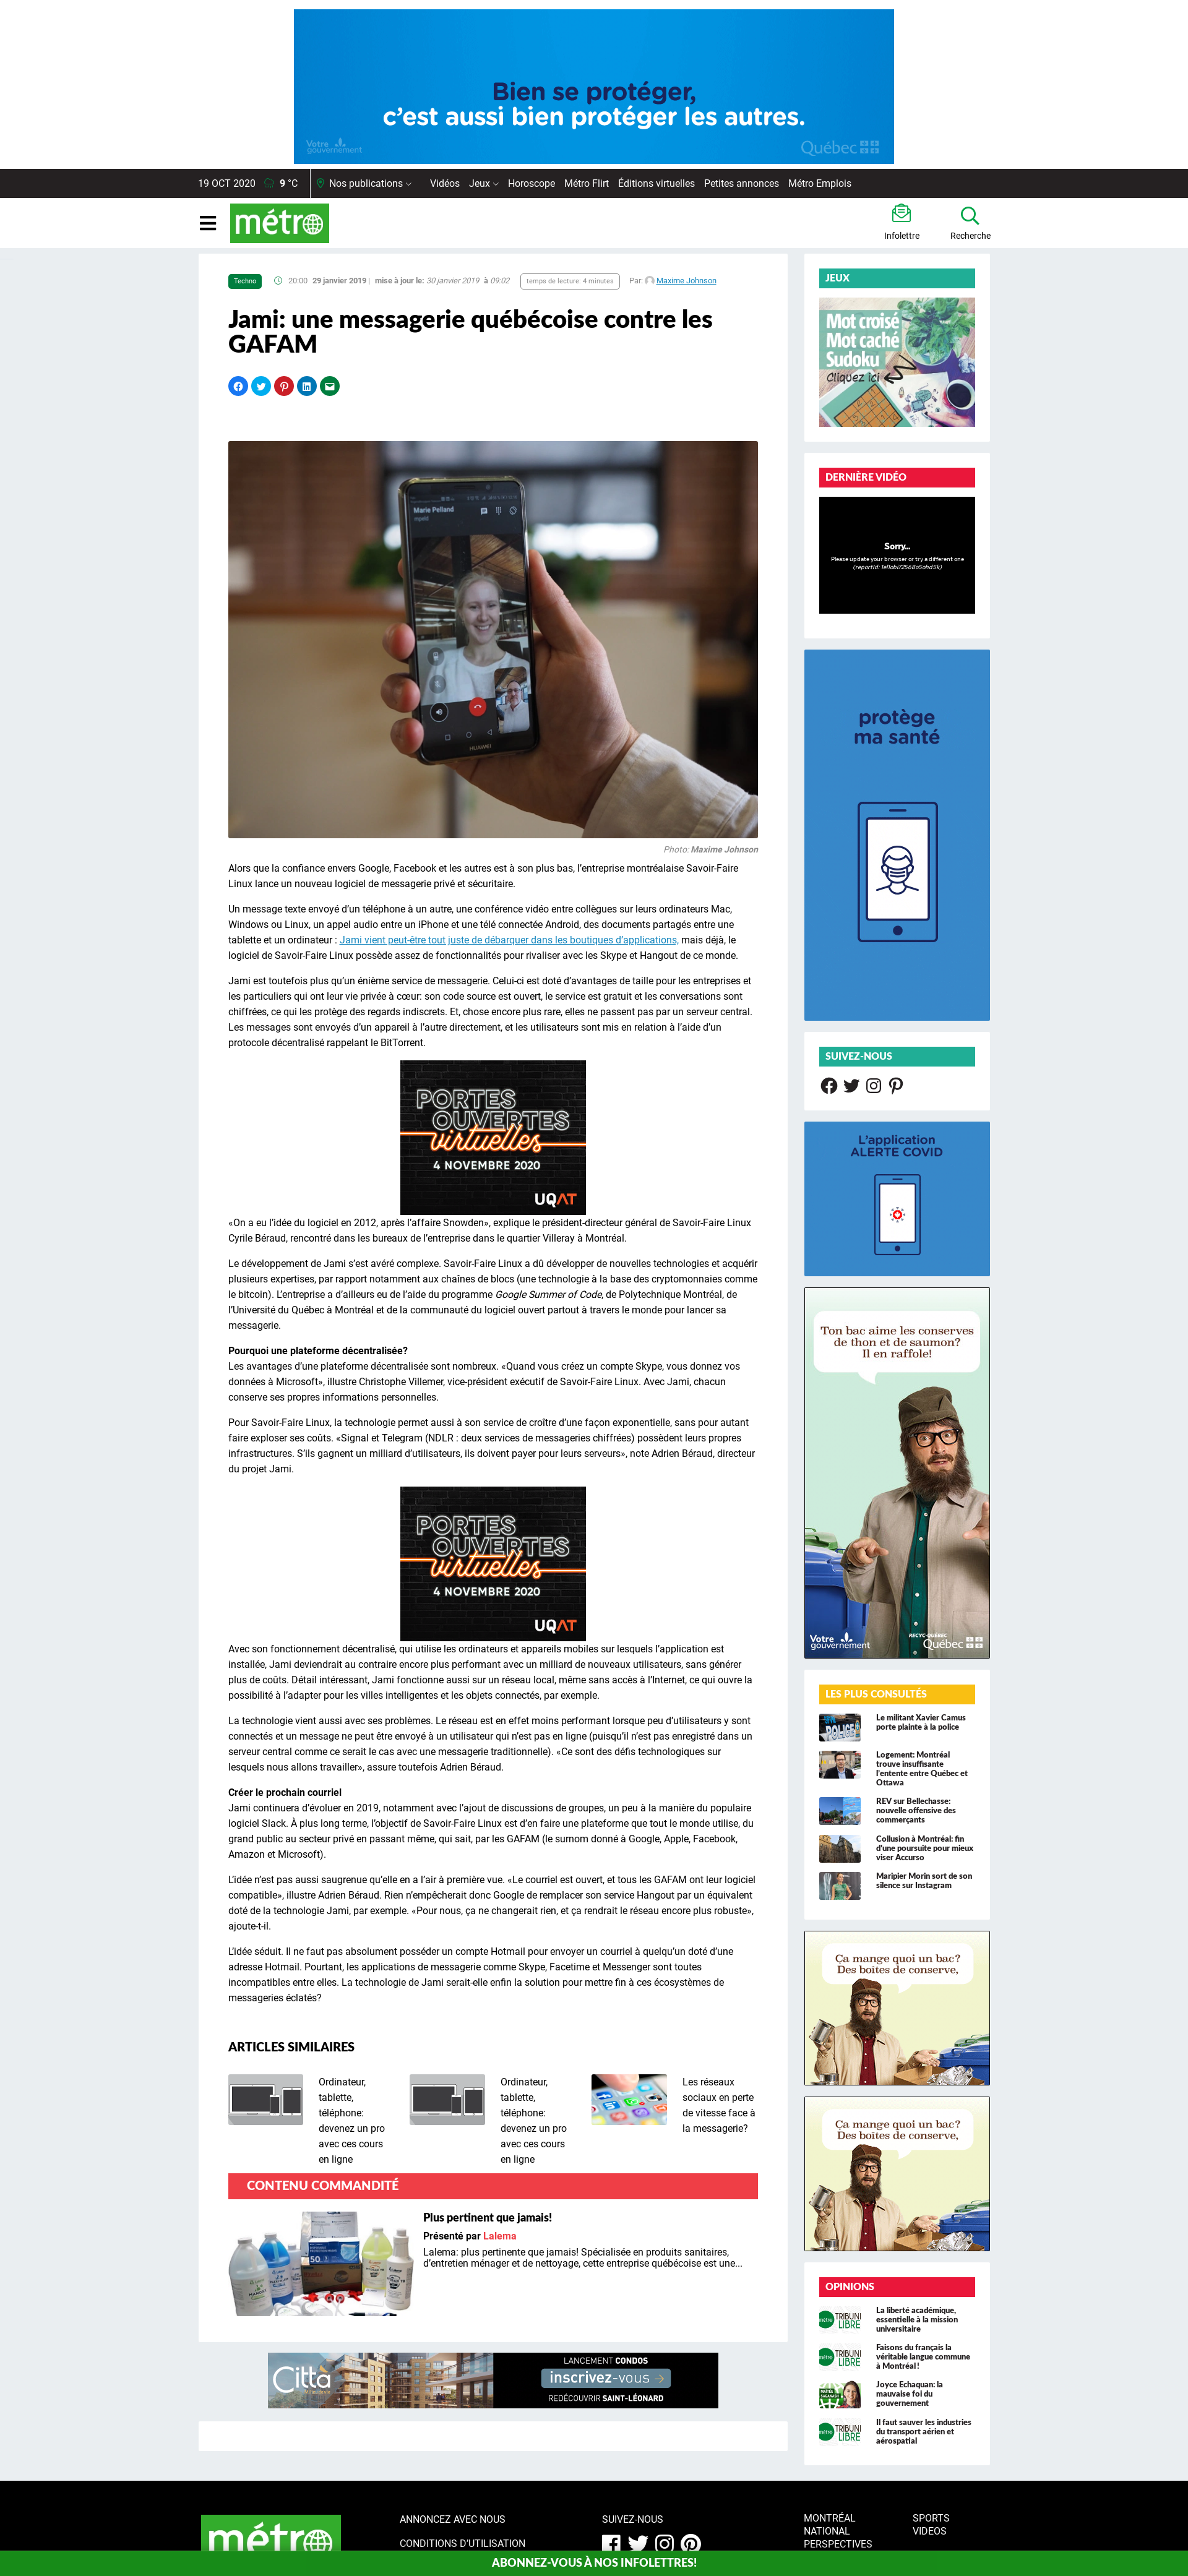 Bien se protéger,
c'est aussi bien protéger les autres.
Votre
gouvernement
Québec
19 OCT 2020 9 °C Nos publications Vidéos Jeux Horoscope Métro Flirt Éditions virtuelles Petites annonces Métro Emplois
métro
Infolettre Recherche
Techno 20:00 29 janvier 2019 | mise à jour le: 30 janvier 2019 à 09:02 temps de lecture: 4 minutes Par: Maxime Johnson
Jami: une messagerie québécoise contre les
GAFAM
Marie Pelland
HUAWEI
Photo: Maxime Johnson
Alors que la confiance envers Google, Facebook et les autres est à son plus bas, l'entreprise montréalaise Savoir-Faire
Linux lance un nouveau logiciel de messagerie privé et sécuritaire.
Un message texte envoyé d'un téléphone à un autre, une conférence vidéo entre collègues sur leurs ordinateurs Mac,
Windows ou Linux, un appel audio entre un iPhone et une télé connectée Android, des documents partagés entre une
tablette et un ordinateur : Jami vient peut-être tout juste de débarquer dans les boutiques d'applications, mais déjà, le
logiciel de Savoir-Faire Linux possède assez de fonctionnalités pour rivaliser avec les Skype et Hangout de ce monde.
Jami est toutefois plus qu'un énième service de messagerie. Celui-ci est doté d'avantages de taille pour les entreprises et
les particuliers qui ont leur vie privée à cœur: son code source est ouvert, le service est gratuit et les conversations sont
chiffrées, ce qui les protège des regards indiscrets. Et, chose encore plus rare, elles ne passent pas par un serveur central.
Les messages sont envoyés d'un appareil à l'autre directement, et les utilisateurs sont mis en relation à l'aide d'un
protocole décentralisé rappelant le BitTorrent.
PORTES
OUVERTES
virtuelles
4 NOVEMBRE 2020
UQAT
«On a eu l'idée du logiciel en 2012, après l'affaire Snowden», explique le président-directeur général de Savoir-Faire Linux
Cyrile Béraud, rencontré dans les bureaux de l'entreprise dans le quartier Villeray à Montréal.
Le développement de Jami s'est avéré complexe. Savoir-Faire Linux a dû développer de nouvelles technologies et acquérir
plusieurs expertises, par rapport notamment aux chaînes de blocs (une technologie à la base des cryptomonnaies comme
le bitcoin). L'entreprise a d'ailleurs eu de l'aide du programme Google Summer of Code, de Polytechnique Montréal, de
l'Université du Québec à Montréal et de la communauté du logiciel ouvert partout à travers le monde pour lancer sa
messagerie.
Pourquoi une plateforme décentralisée?
Les avantages d'une plateforme décentralisée sont nombreux. «Quand vous créez un compte Skype, vous donnez vos
données à Microsoft», illustre Christophe Villemer, vice-président exécutif de Savoir-Faire Linux. Avec Jami, chacun
conserve ses propres informations personnelles.
Pour Savoir-Faire Linux, la technologie permet aussi à son service de croître d'une façon exponentielle, sans pour autant
faire exploser ses coûts. «Signal et Telegram (NDLR : deux services de messageries chiffrées) possèdent leurs propres
infrastructures. S'ils gagnent un milliard d'utilisateurs, ils doivent payer pour leurs serveurs», note Adrien Béraud, directeur
du projet Jami.
PORTES
OUVERTES
virtuelles
4 NOVEMBRE 2020
UQAT
Avec son fonctionnement décentralisé, qui utilise les ordinateurs et appareils mobiles sur lesquels l'application est
installée, Jami deviendrait au contraire encore plus performant avec un milliard de nouveaux utilisateurs, sans générer
plus de coûts. Détail intéressant, Jami fonctionne aussi sur un réseau local, même sans accès à l'Internet, ce qui ouvre la
possibilité à l'adapter pour les villes intelligentes et les objets connectés, par exemple.
La technologie vient aussi avec ses problèmes. Le réseau est en effet moins performant lorsque peu d'utilisateurs y sont
connectés et un message ne peut être envoyé à un utilisateur qui n'est pas en ligne (puisqu'il n'est pas enregistré dans un
serveur central comme ce serait le cas avec une messagerie traditionnelle). «Ce sont des défis technologiques sur
lesquels nous allons travailler», assure toutefois Adrien Béraud.
Créer le prochain courriel
Jami continuera d'évoluer en 2019, notamment avec l'ajout de discussions de groupes, un peu à la manière du populaire
logiciel Slack. À plus long terme, l'objectif de Savoir-Faire Linux est d'en faire une plateforme que tout le monde utilise, du
grand public au secteur privé en passant même, qui sait, par les GAFAM (le surnom donné à Google, Apple, Facebook,
Amazon et Microsoft).
L'idée n'est pas aussi saugrenue qu'elle en a l'air à première vue. «Le courriel est ouvert, et tous les GAFAM ont leur logiciel
compatible», illustre Adrien Béraud. Rien n'empêcherait donc Google de remplacer son service Hangout par un équivalent
doté de la technologie Jami, par exemple. «Pour nous, ça ne changerait rien, et ça rendrait le réseau encore plus robuste»,
ajoute-t-il.
L'idée séduit. Il ne faut pas absolument posséder un compte Hotmail pour envoyer un courriel à quelqu'un doté d'une
adresse Hotmail. Pourtant, les applications de messagerie comme Skype, Facetime et Messenger sont toutes
incompatibles entre elles. La technologie de Jami serait-elle enfin la solution pour mettre fin à ces écosystèmes de
messageries éclatés?
ARTICLES SIMILAIRES
Ordinateur,
tablette,
téléphone:
devenez un pro
avec ces cours
en ligne
Ordinateur,
tablette,
téléphone:
devenez un pro
avec ces cours
en ligne
Les réseaux
sociaux en perte
de vitesse face à
la messagerie?
CONTENU COMMANDITÉ
Plus pertinent que jamais!
Présenté par Lalema
Lalema: plus pertinente que jamais! Spécialisée en produits sanitaires,
d'entretien ménager et de nettoyage, cette entreprise québécoise est une...
Città
LANCEMENT CONDOS
inscrivez-vous
REDÉCOUVRIR SAINT-LÉONARD
JEUX
Mot croisé
Mot caché
Sudoku
Cliquez ici
DERNIÈRE VIDÉO
Sorry...
Please update your browser or try a different one
protège
ma santé
SUIVEZ-NOUS
L'application
ALERTE COVID
Ton bac aime les conserves
de thon et de saumon?
Il en raffole!
Votre
gouvernement
RECYC-QUÉBEC
Québec
LES PLUS CONSULTÉS
POLICE
Le militant Xavier Camus
porte plainte à la police
Logement: Montréal
trouve insuffisante
l'entente entre Québec et
Ottawa
REV sur Bellechasse:
nouvelle offensive des
commerçants
Collusion à Montréal: fin
d'une poursuite pour mieux
viser Accurso
Maripier Morin sort de son
silence sur Instagram
Ça mange quoi un bac?
Des boîtes de conserve,
Ça mange quoi un bac?
Des boîtes de conserve,
OPINIONS
métro TRIBUNE LIBRE
La liberté académique,
essentielle à la mission
universitaire
métro TRIBUNE LIBRE
Faisons du français la
véritable langue commune
à Montréal!
Joyce Echaquan: la
mauvaise foi du
gouvernement
métro TRIBUNE LIBRE
Il faut sauver les industries
du transport aérien et
aérospatial
métro
ANNONCEZ AVEC NOUS
CONDITIONS D'UTILISATION
SUIVEZ-NOUS
MONTRÉAL
NATIONAL
PERSPECTIVES
SPORTS
VIDEOS
ABONNEZ-VOUS À NOS INFOLETTRES!